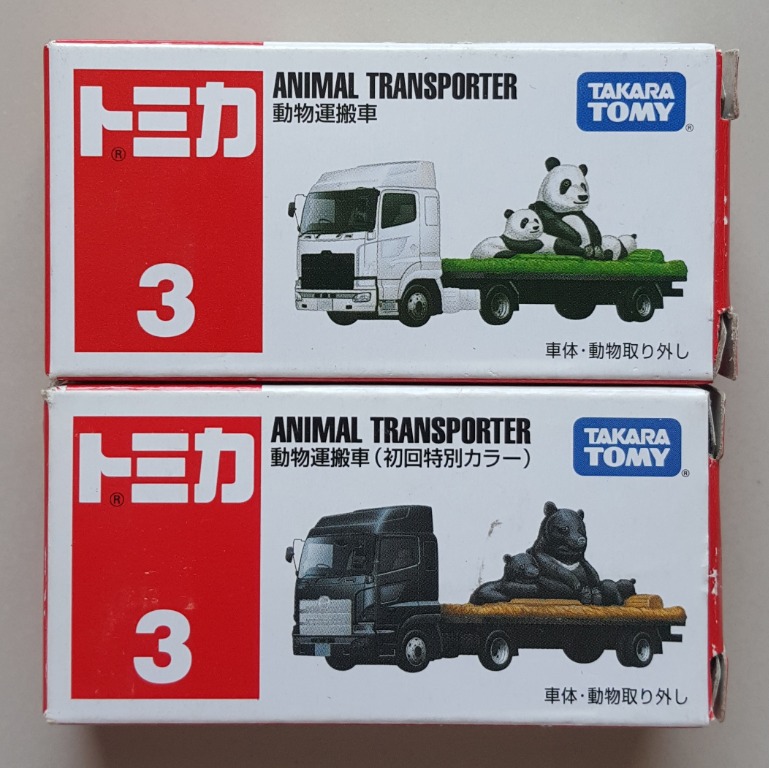 トミカ®
ANIMAL TRANSPORTER
動物運搬車
TAKARA
TOMY®
3
車体・動物取り外し
トミカ®
ANIMAL TRANSPORTER
動物運搬車(初回特別カラー)
TAKARA
TOMY®
3
車体・動物取り外し